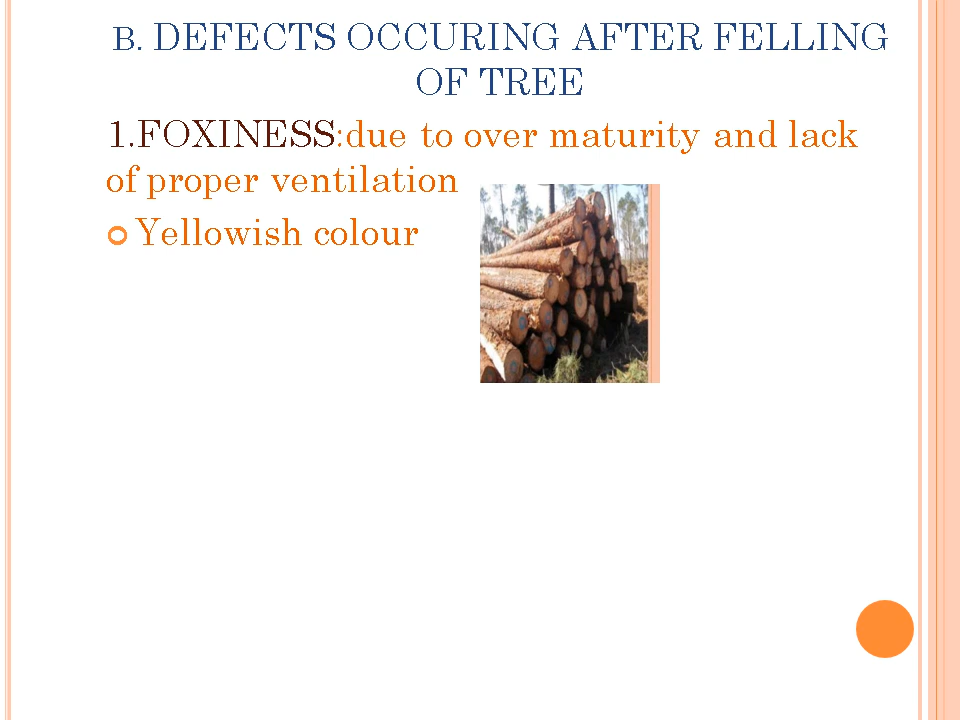 B. DEFECTS OCCURING AFTER FELLING
OF TREE
1.FOXINESS:due to over maturity and lack
of proper ventilation
Yellowish colour